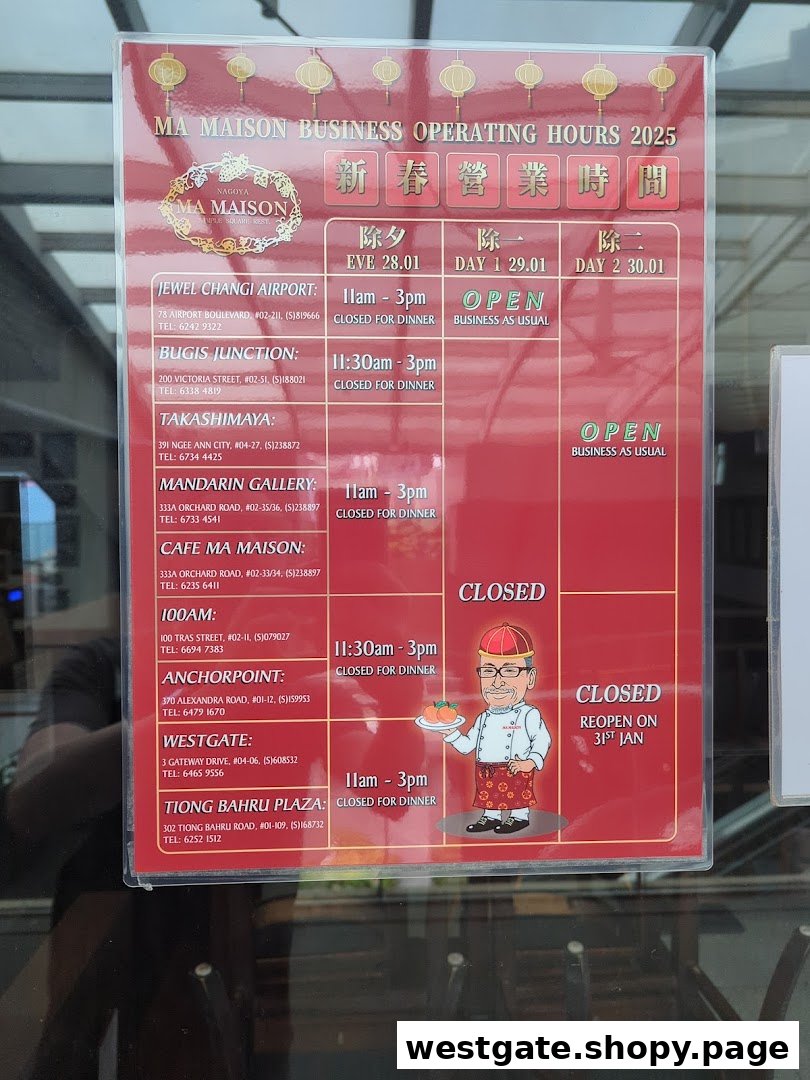 MA MAISON BUSINESS OPERATING HOURS 2025
新春營業時間
NAGOYA
MA MAISON
SIMPLE SQUARE REST.
除夕
EVE 28.01
除一
DAY 1 29.01
除二
DAY 2 30.01
JEWEL CHANGI AIRPORT:
78 AIRPORT BOULEVARD, #02-211, (S)819666
TEL: 6242 9322
11am - 3pm
CLOSED FOR DINNER
OPEN
BUSINESS AS USUAL
BUGIS JUNCTION:
200 VICTORIA STREET, #02-51, (S)188021
TEL: 6338 4819
11:30am - 3pm
CLOSED FOR DINNER
TAKASHIMAYA:
391 NGEE ANN CITY, #04-27, (S)238872
TEL: 6734 4425
OPEN
BUSINESS AS USUAL
MANDARIN GALLERY:
333A ORCHARD ROAD, #02-35/36, (S)238897
TEL: 6733 4541
11am - 3pm
CLOSED FOR DINNER
CAFE MA MAISON:
333A ORCHARD ROAD, #02-33/34, (S)238897
TEL: 6235 6411
CLOSED
100AM:
100 TRAS STREET, #02-11, (S)079027
TEL: 6694 7383
11:30am - 3pm
CLOSED FOR DINNER
ANCHORPOINT:
370 ALEXANDRA ROAD, #01-12, (S)159953
TEL: 6479 1670
CLOSED
REOPEN ON
31ST JAN
WESTGATE:
3 GATEWAY DRIVE, #04-06, (S)608532
TEL: 6465 9556
MA MAISON
11am - 3pm
CLOSED FOR DINNER
TIONG BAHRU PLAZA:
302 TIONG BAHRU ROAD, #01-109, (S)168732
TEL: 6252 1512
westgate.shopy.page